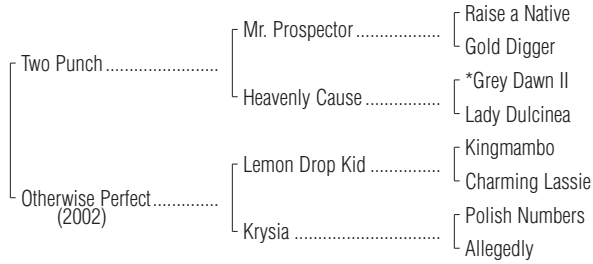 Raise a Native
Mr. Prospector ..................
Gold Digger
Two Punch ........................
*Grey Dawn II
Heavenly Cause ................
Lady Dulcinea
Kingmambo
Lemon Drop Kid ...............
Charming Lassie
Otherwise Perfect..............
(2002)
Polish Numbers
Krysia ...............................
Allegedly